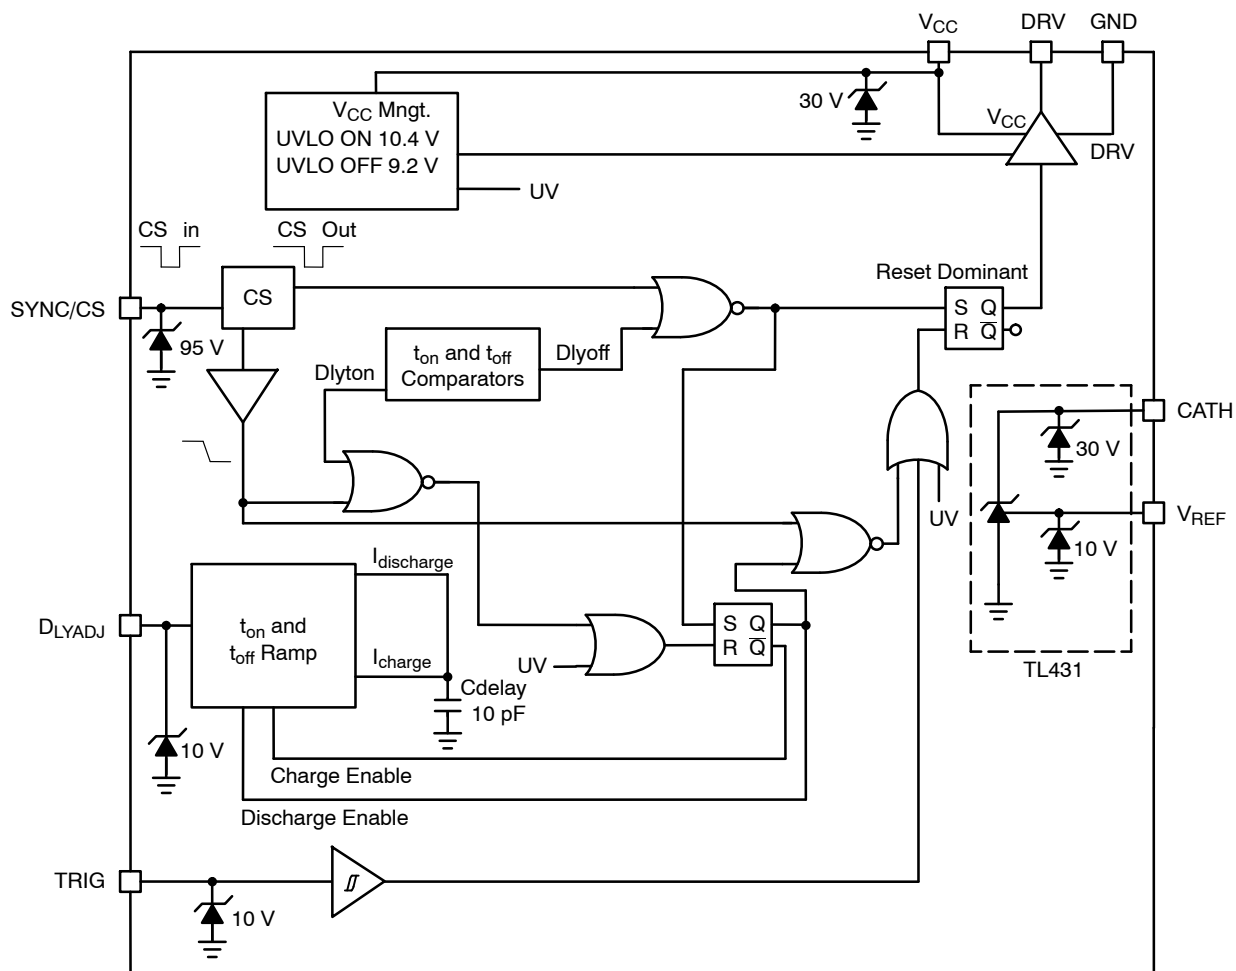 VCC DRV GND
30 V
VCC Mngt.
UVLO ON 10.4 V
UVLO OFF 9.2 V
VCC
DRV
UV
CS in
CS Out
Reset Dominant
SYNC/CS
CS
S Q
R Q̅
95 V
ton and toff
Comparators
Dlyoff
Dlyton
CATH
30 V
VREF
UV
10 V
Idischarge
DLYADJ
ton and
toff Ramp
S Q
R Q̅
Icharge
UV
TL431
Cdelay
10 pF
10 V
Charge Enable
Discharge Enable
TRIG
10 V